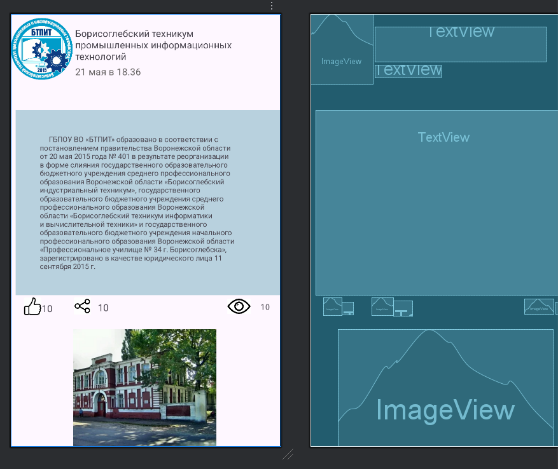 БТПИТ
2015
Борисоглебский техникум
промышленных информационных
технологий
21 мая в 18.36
ГБПОУ ВО «БТПИТ» образовано в соответствии с
постановлением правительства Воронежской области
от 20 мая 2015 года № 401 в результате реорганизации
в форме слияния государственного образовательного
бюджетного учреждения среднего профессионального
образования Воронежской области «Борисоглебский
индустриальный техникум», государственного
образовательного бюджетного учреждения среднего
профессионального образования Воронежской
области «Борисоглебский техникум информатики
и вычислительной техники» и государственного
образовательного бюджетного учреждения начального
профессионального образования Воронежской области
«Профессиональное училище № 34 г. Борисоглебска»,
зарегистрировано в качестве юридического лица 11
сентября 2015 г.
10
10
10
TextView
ImageView
TextView
TextView
ImageView